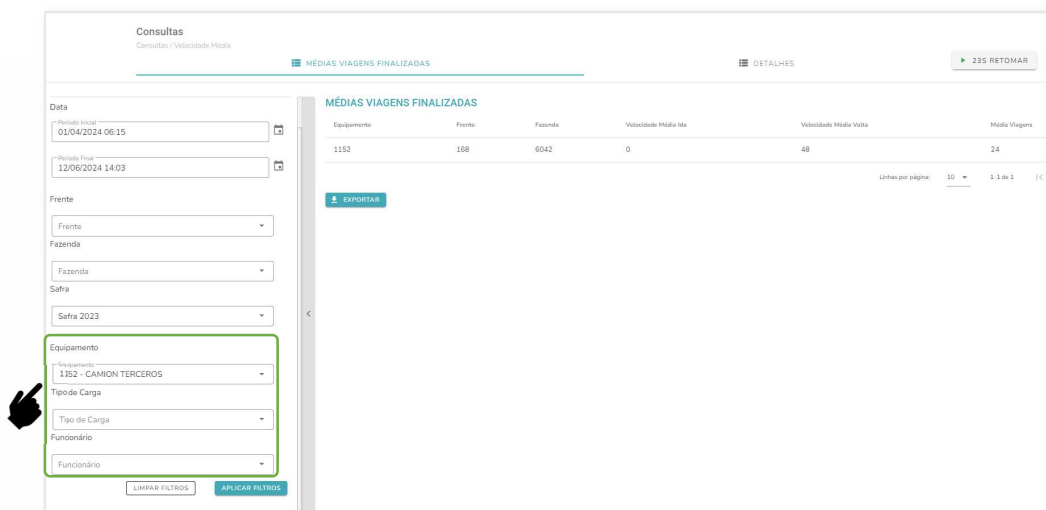 Consultas
Consultas / Velocidade Média
MÉDIAS VIAGENS FINALIZADAS
DETALHES
23S RETOMAR
Data
Período Inicial
01/04/2024 06:15
Período Final
12/06/2024 14:03
Frente
Frente
Fazenda
Fazenda
Safra
Safra 2023
Equipamento
Equipamento
1152 - CAMION TERCEROS
Tipo de Carga
Tipo de Carga
Funcionário
Funcionário
LIMPAR FILTROS APLICAR FILTROS
MÉDIAS VIAGENS FINALIZADAS
Equipamento Frente Fazenda Velocidade Média Ida Velocidade Média Volta Média Viagens
1152 168 6042 0 48 24
Linhas por página: 10 1-1 de 1
EXPORTAR